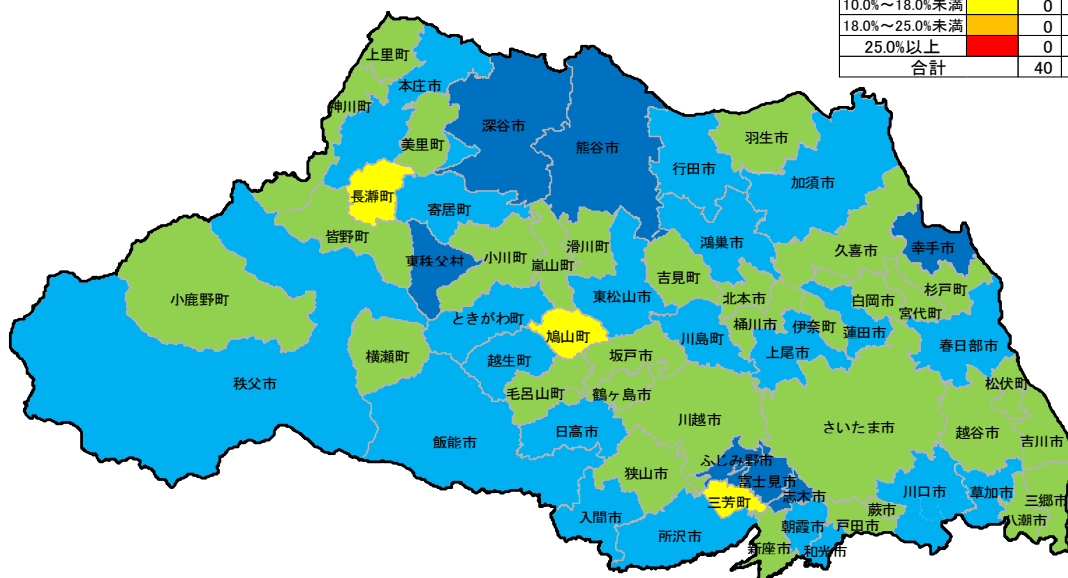 10.0%～18.0%未満 0
18.0%～25.0%未満 0
25.0%以上 0
合計 40
上里町
本庄市
神川町
美里町
深谷市
熊谷市
羽生市
行田市
加須市
長瀞町
寄居町
皆野町
東秩父村
小川町
嵐山町
滑川町
鴻巣市
久喜市
幸手市
吉見町
小鹿野町
東松山市
北本市
白岡市
杉戸町
宮代町
ときがわ町
鳩山町
川島町
桶川市
伊奈町
蓮田市
上尾市
春日部市
横瀬町
越生町
坂戸市
秩父市
毛呂山町
鶴ヶ島市
松伏町
川越市
さいたま市
越谷市
吉川市
飯能市
日高市
狭山市
ふじみ野市
富士見市
志木市
三芳町
川口市
草加市
三郷市
蕨市
入間市
所沢市
朝霞市
戸田市
八潮市
新座市
和光市